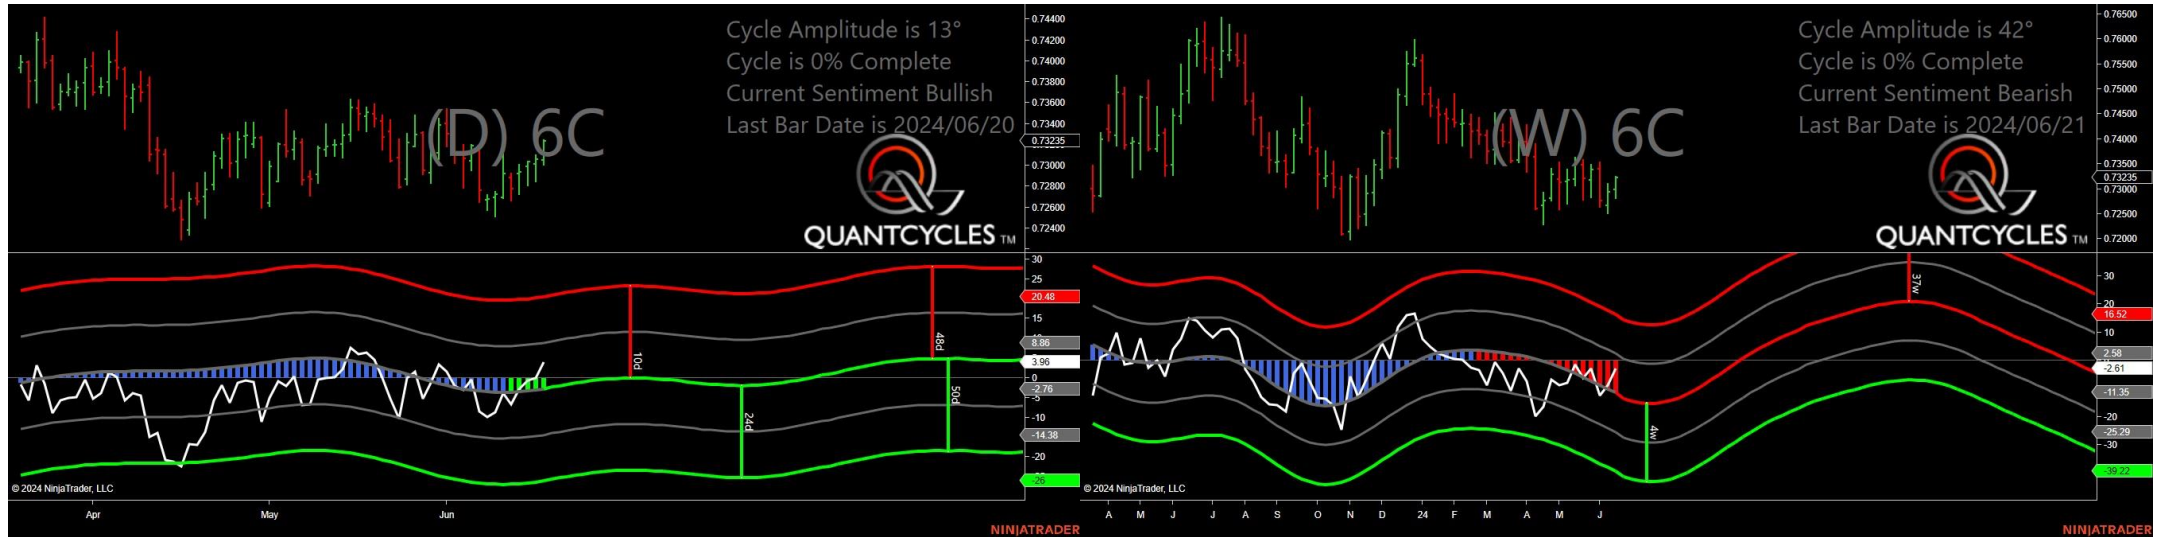 Cycle Amplitude is 13°
Cycle is 0% Complete
Current Sentiment Bullish
Last Bar Date is 2024/06/20
(D) 6C
QUANTCYCLES TM
0.74400
0.74200
0.74000
0.73800
0.73600
0.73400
0.73235
0.73000
0.72800
0.72600
0.72400
30
25
20.48
15
8.86
3.96
0
-2.76
-5
-10
-14.38
-20
-26
10d
24d
48d
50d
© 2024 NinjaTrader, LLC
Apr May Jun
NINJATRADER
Cycle Amplitude is 42°
Cycle is 0% Complete
Current Sentiment Bearish
Last Bar Date is 2024/06/21
(W) 6C
QUANTCYCLES TM
0.76500
0.76000
0.75500
0.75000
0.74500
0.74000
0.73500
0.73235
0.73000
0.72500
0.72000
30
20
16.52
10
2.58
-2.61
-11.35
-20
-25.29
-30
-39.22
4w
37w
© 2024 NinjaTrader, LLC
A M J J A S O N D 24 F M A M J
NINJATRADER